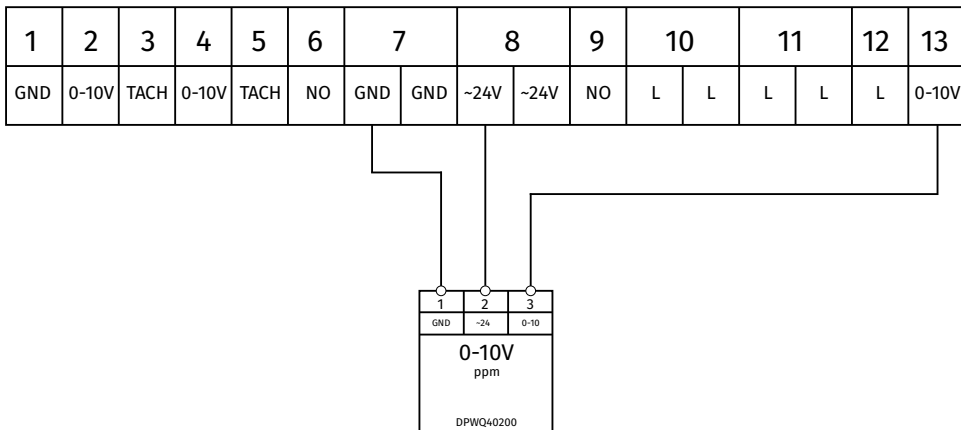 1 2 3 4 5 6 7 8 9 10 11 12 13
GND 0-10V TACH 0-10V TACH NO GND GND ~24V ~24V NO L L L L L 0-10V
1 2 3
GND ~24 0-10
0-10V
ppm
DPWQ40200